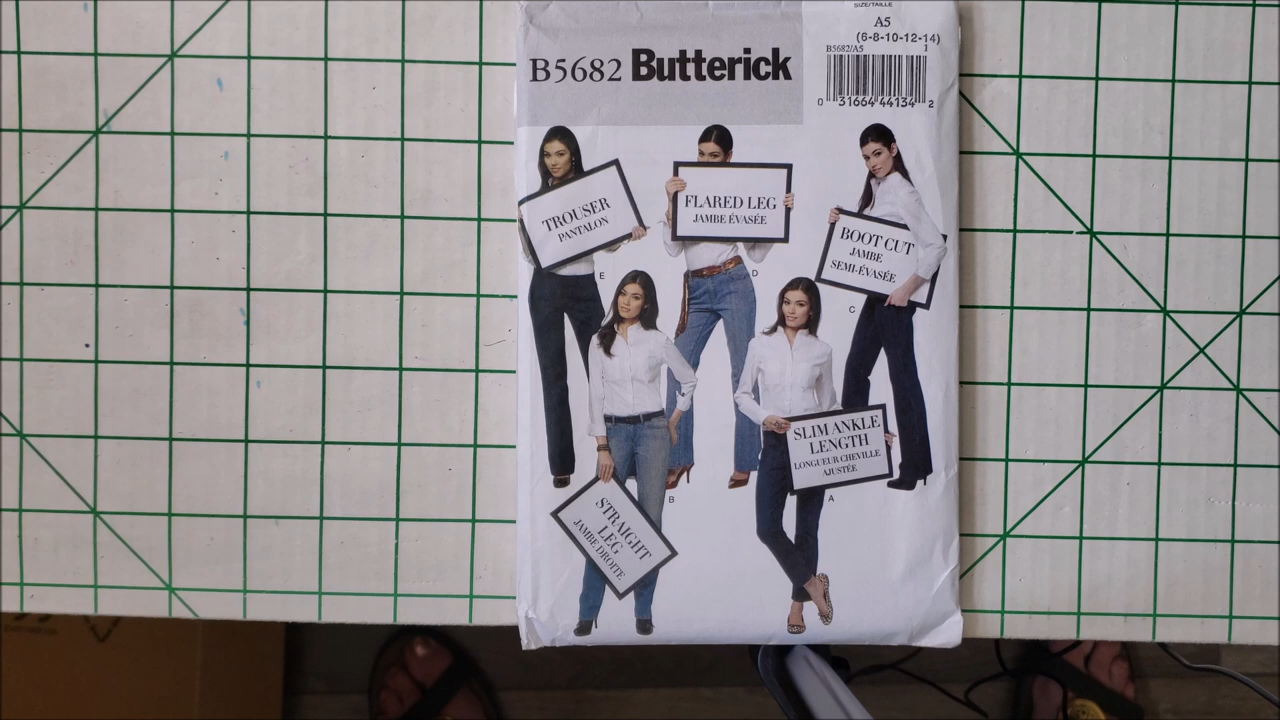 SIZE/TAILLE
A5
(6-8-10-12-14)
B5682 Butterick
B5682/A5 1
0 31664 44134 2
TROUSER
PANTALON
E
FLARED LEG
JAMBE ÉVASÉE
D
BOOT CUT
JAMBE
SEMI-ÉVASÉE
C
STRAIGHT
LEG
JAMBE DROITE
B
SLIM ANKLE
LENGTH
LONGUEUR CHEVILLE
AJUSTÉE
A